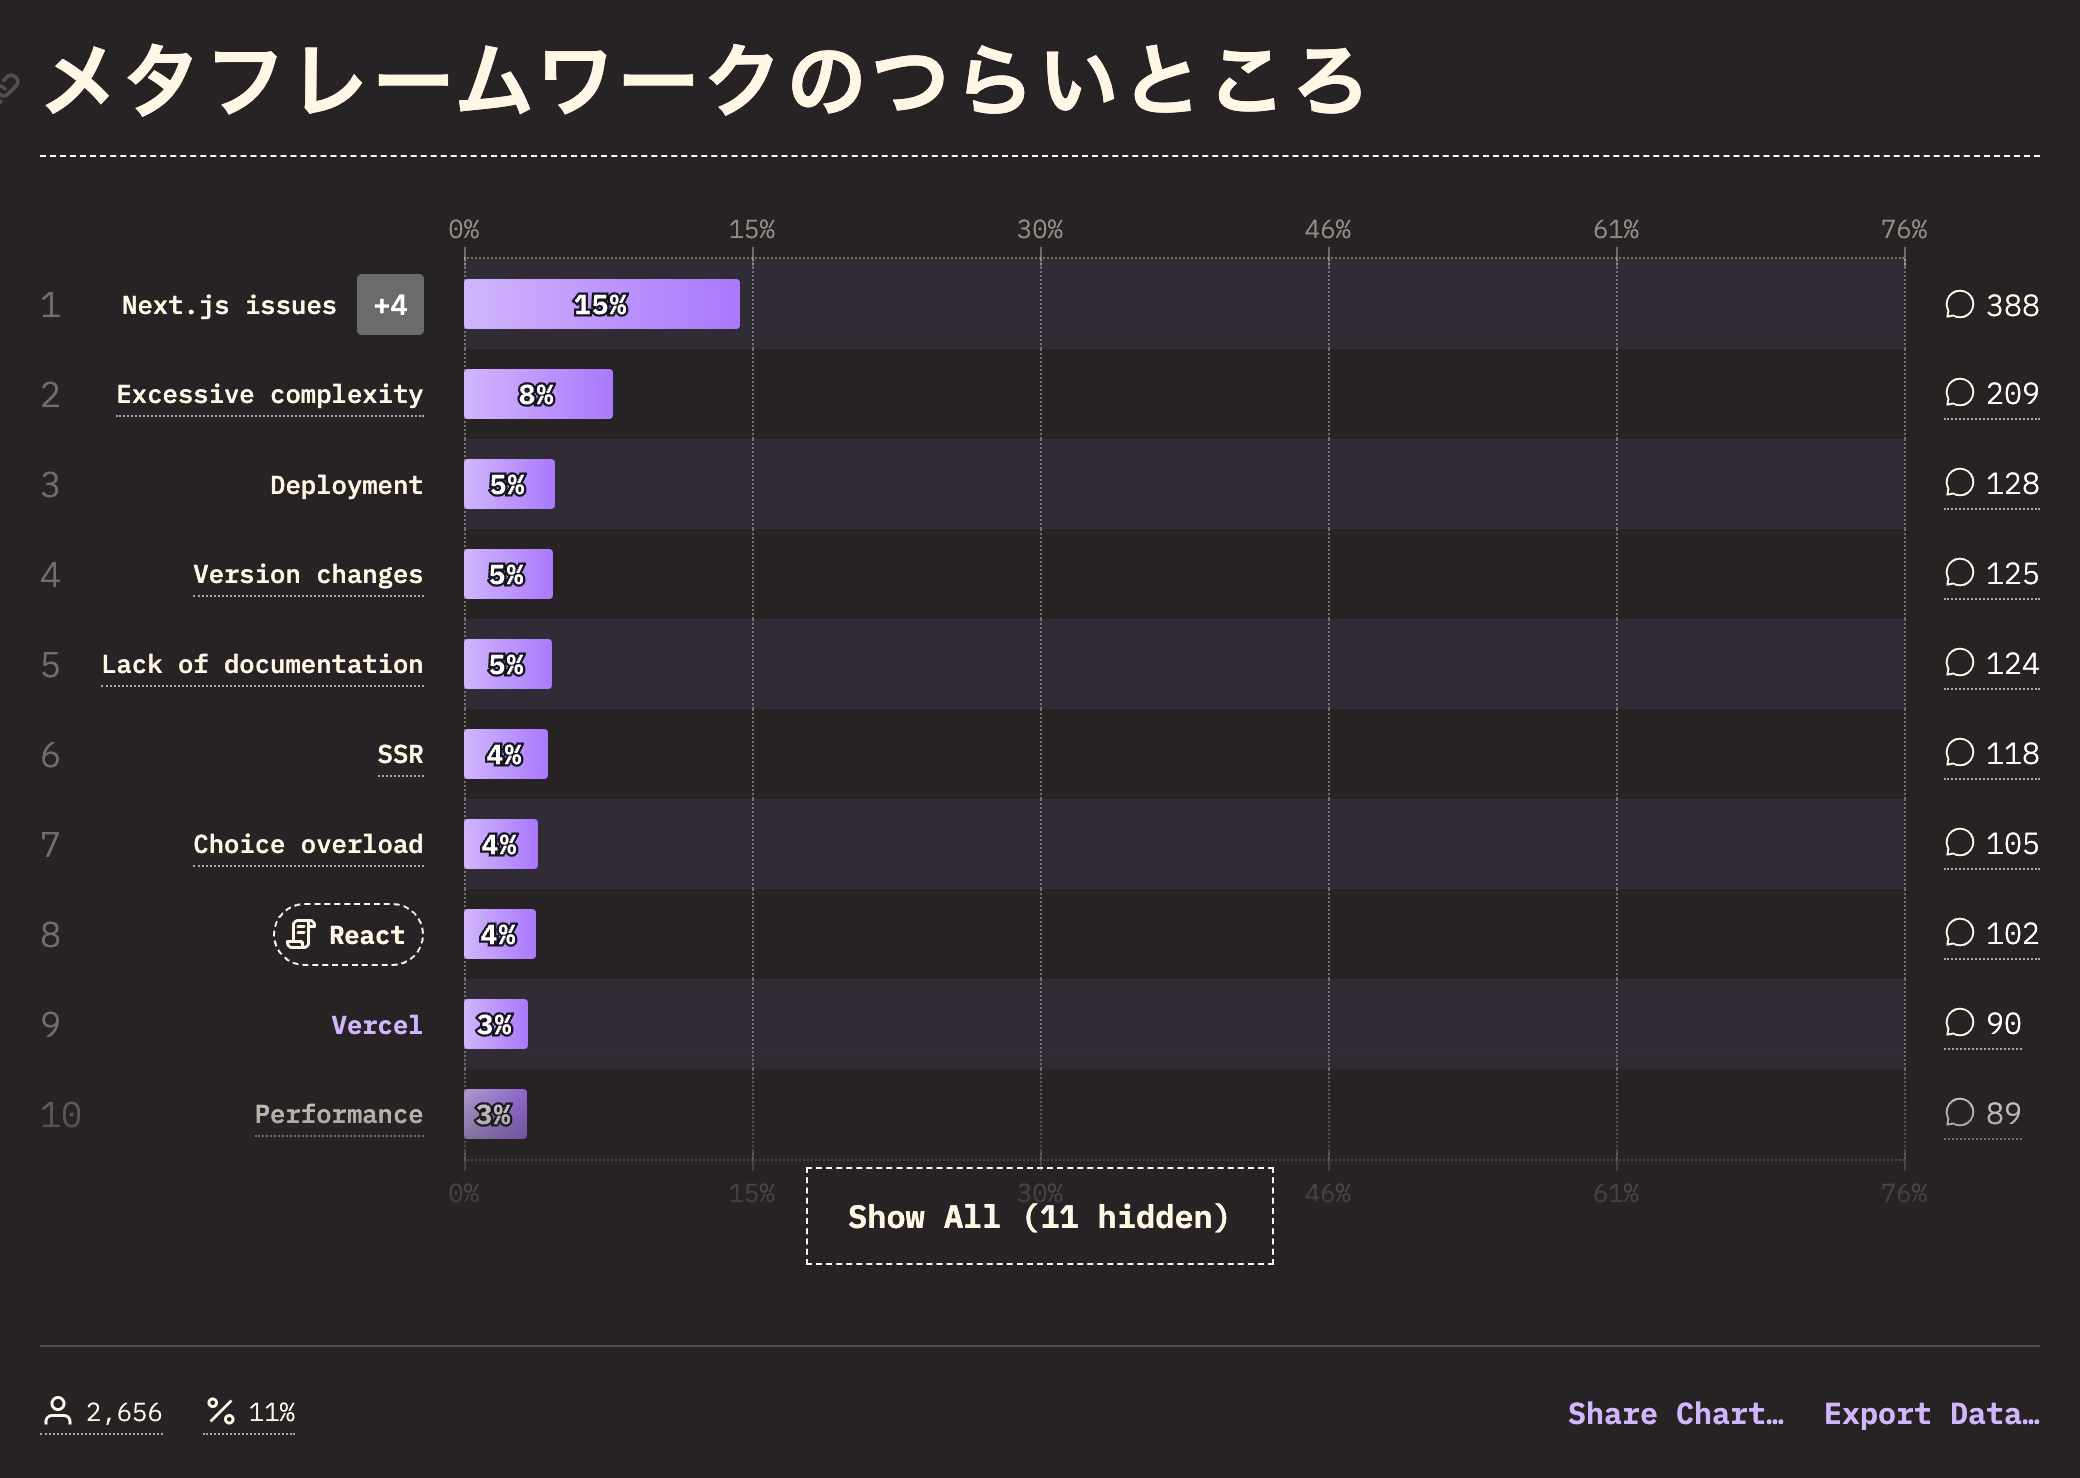 メタフレームワークのつらいところ
0% 15% 30% 46% 61% 76%
1 Next.js issues +4 15% 388
2 Excessive complexity 8% 209
3 Deployment 5% 128
4 Version changes 5% 125
5 Lack of documentation 5% 124
6 SSR 4% 118
7 Choice overload 4% 105
8 React 4% 102
9 Vercel 3% 90
10 Performance 3% 89
0% 15% 30% 46% 61% 76%
Show All (11 hidden)
2,656 % 11% Share Chart… Export Data…